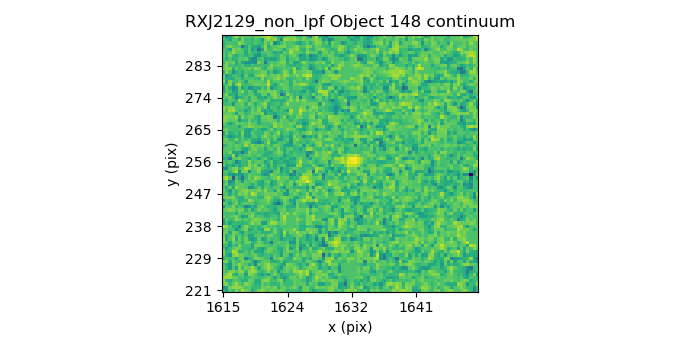 RXJ2129_non_lpf Object 148 continuum
283
274
265
256
247
238
229
221
y (pix)
1615 1624 1632 1641
x (pix)